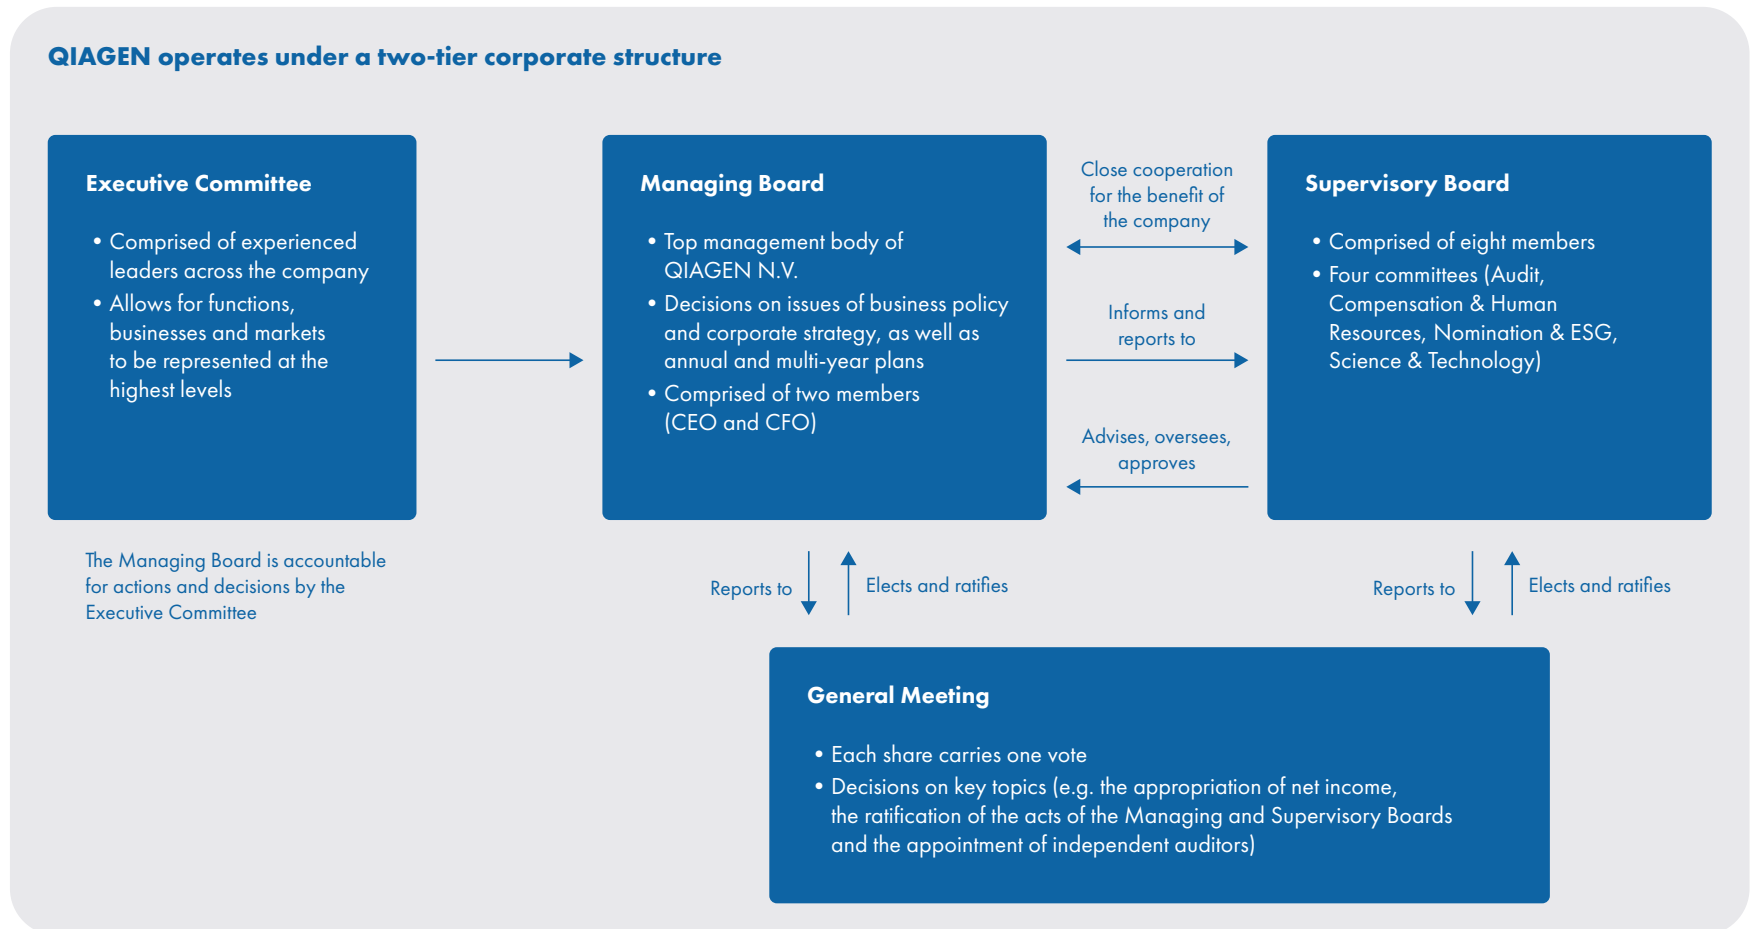 QIAGEN operates under a two-tier corporate structure
Executive Committee
• Comprised of experienced
leaders across the company
• Allows for functions,
businesses and markets
to be represented at the
highest levels
The Managing Board is accountable
for actions and decisions by the
Executive Committee
Managing Board
• Top management body of
QIAGEN N.V.
• Decisions on issues of business policy
and corporate strategy, as well as
annual and multi-year plans
• Comprised of two members
(CEO and CFO)
Close cooperation
for the benefit of
the company
Informs and
reports to
Advises, oversees,
approves
Supervisory Board
• Comprised of eight members
• Four committees (Audit,
Compensation & Human
Resources, Nomination & ESG,
Science & Technology)
Reports to
Elects and ratifies
Reports to
Elects and ratifies
General Meeting
• Each share carries one vote
• Decisions on key topics (e.g. the appropriation of net income,
the ratification of the acts of the Managing and Supervisory Boards
and the appointment of independent auditors)